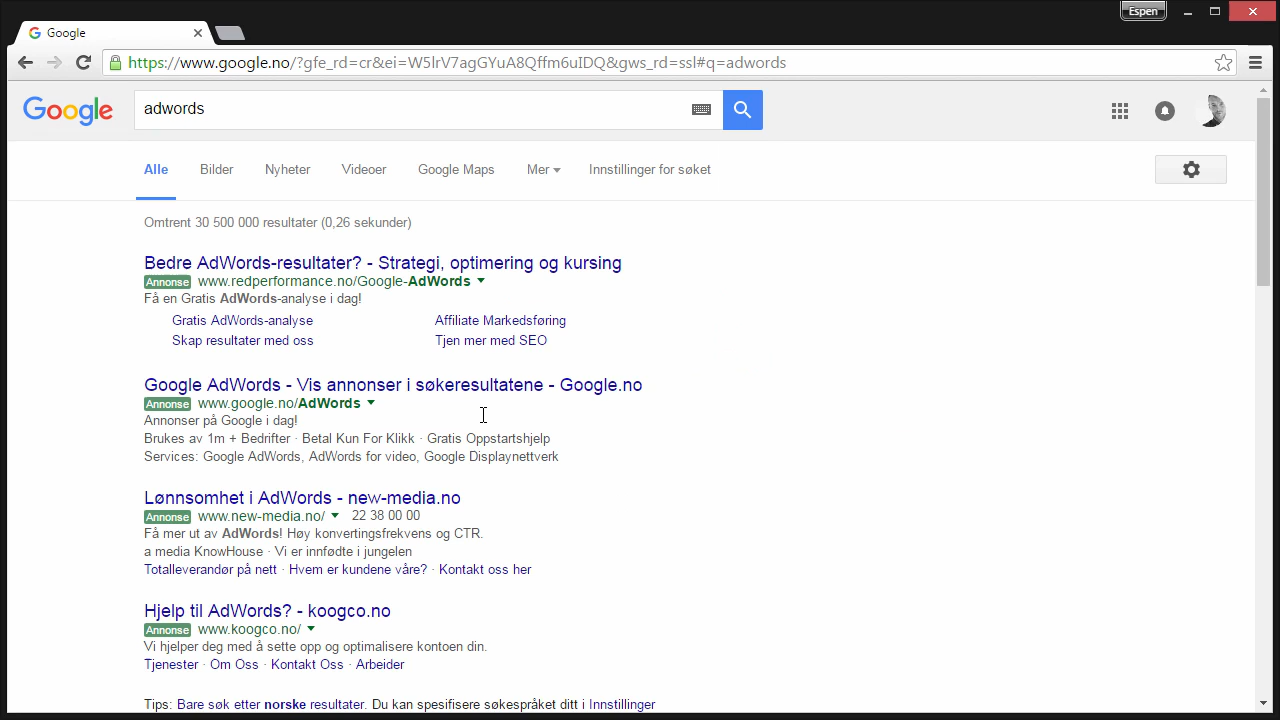 Espen
Google
https://www.google.no/?gfe_rd=cr&ei=W5lrV7agGYuA8Qffm6uIDQ&gws_rd=ssl#q=adwords
Google
adwords
Alle Bilder Nyheter Videoer Google Maps Mer Innstillinger for søket
Omtrent 30 500 000 resultater (0,26 sekunder)
Bedre AdWords-resultater? - Strategi, optimering og kursing
Annonse www.redperformance.no/Google-AdWords
Få en Gratis AdWords-analyse i dag!
Gratis AdWords-analyse Affiliate Markedsføring
Skap resultater med oss Tjen mer med SEO
Google AdWords - Vis annonser i søkeresultatene - Google.no
Annonse www.google.no/AdWords
Annonser på Google i dag!
Brukes av 1m + Bedrifter · Betal Kun For Klikk · Gratis Oppstartshjelp
Services: Google AdWords, AdWords for video, Google Displaynettverk
Lønnsomhet i AdWords - new-media.no
Annonse www.new-media.no/ 22 38 00 00
Få mer ut av AdWords! Høy konvertingsfrekvens og CTR.
a media KnowHouse · Vi er innfødte i jungelen
Totalleverandør på nett · Hvem er kundene våre? · Kontakt oss her
Hjelp til AdWords? - koogco.no
Annonse www.koogco.no/
Vi hjelper deg med å sette opp og optimalisere kontoen din.
Tjenester · Om Oss · Kontakt Oss · Arbeider
Tips: Bare søk etter norske resultater. Du kan spesifisere søkespråket ditt i Innstillinger